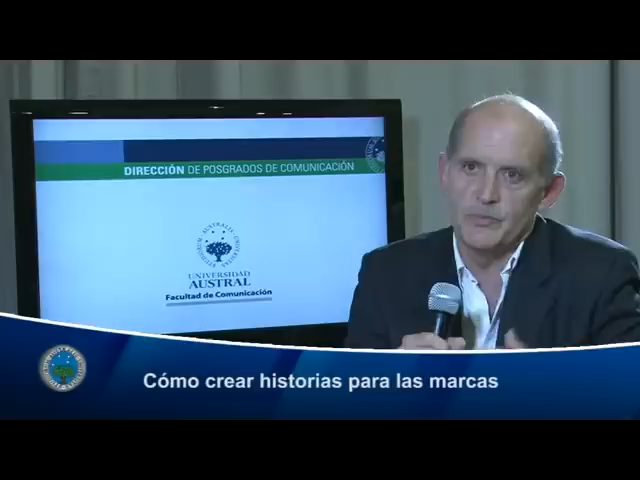 DIRECCIÓN DE POSGRADOS DE COMUNICACIÓN
UNIVERSIDAD
AUSTRAL
Facultad de Comunicación
Cómo crear historias para las marcas